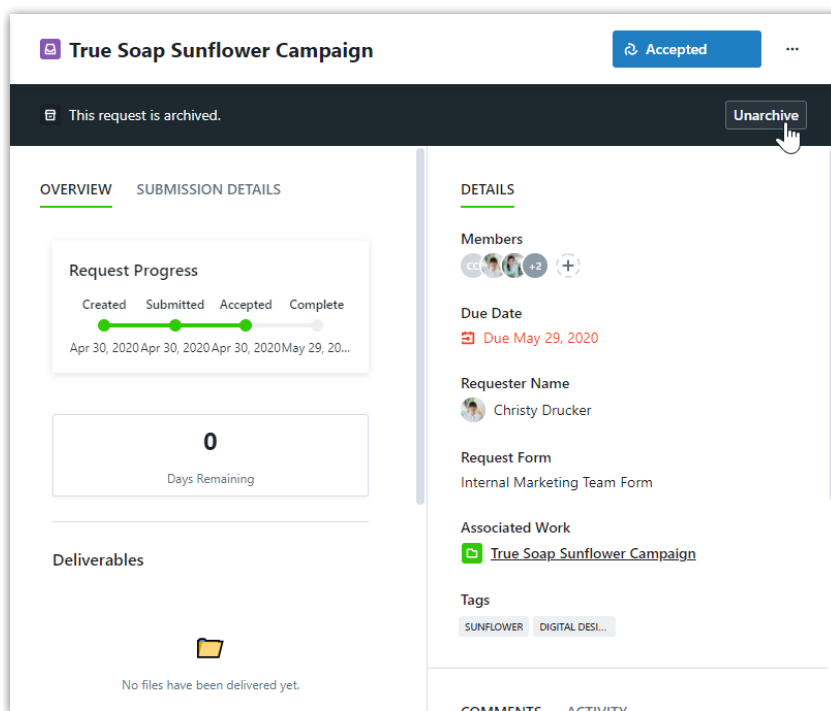 True Soap Sunflower Campaign
Accepted
This request is archived.
Unarchive
OVERVIEW SUBMISSION DETAILS
Request Progress
Created Submitted Accepted Complete
Apr 30, 2020 Apr 30, 2020 Apr 30, 2020 May 29, 20...
0
Days Remaining
Deliverables
No files have been delivered yet.
DETAILS
Members
CC +2
Due Date
Due May 29, 2020
Requester Name
Christy Drucker
Request Form
Internal Marketing Team Form
Associated Work
True Soap Sunflower Campaign
Tags
SUNFLOWER DIGITAL DESI...
COMMENTS ACTIVITY